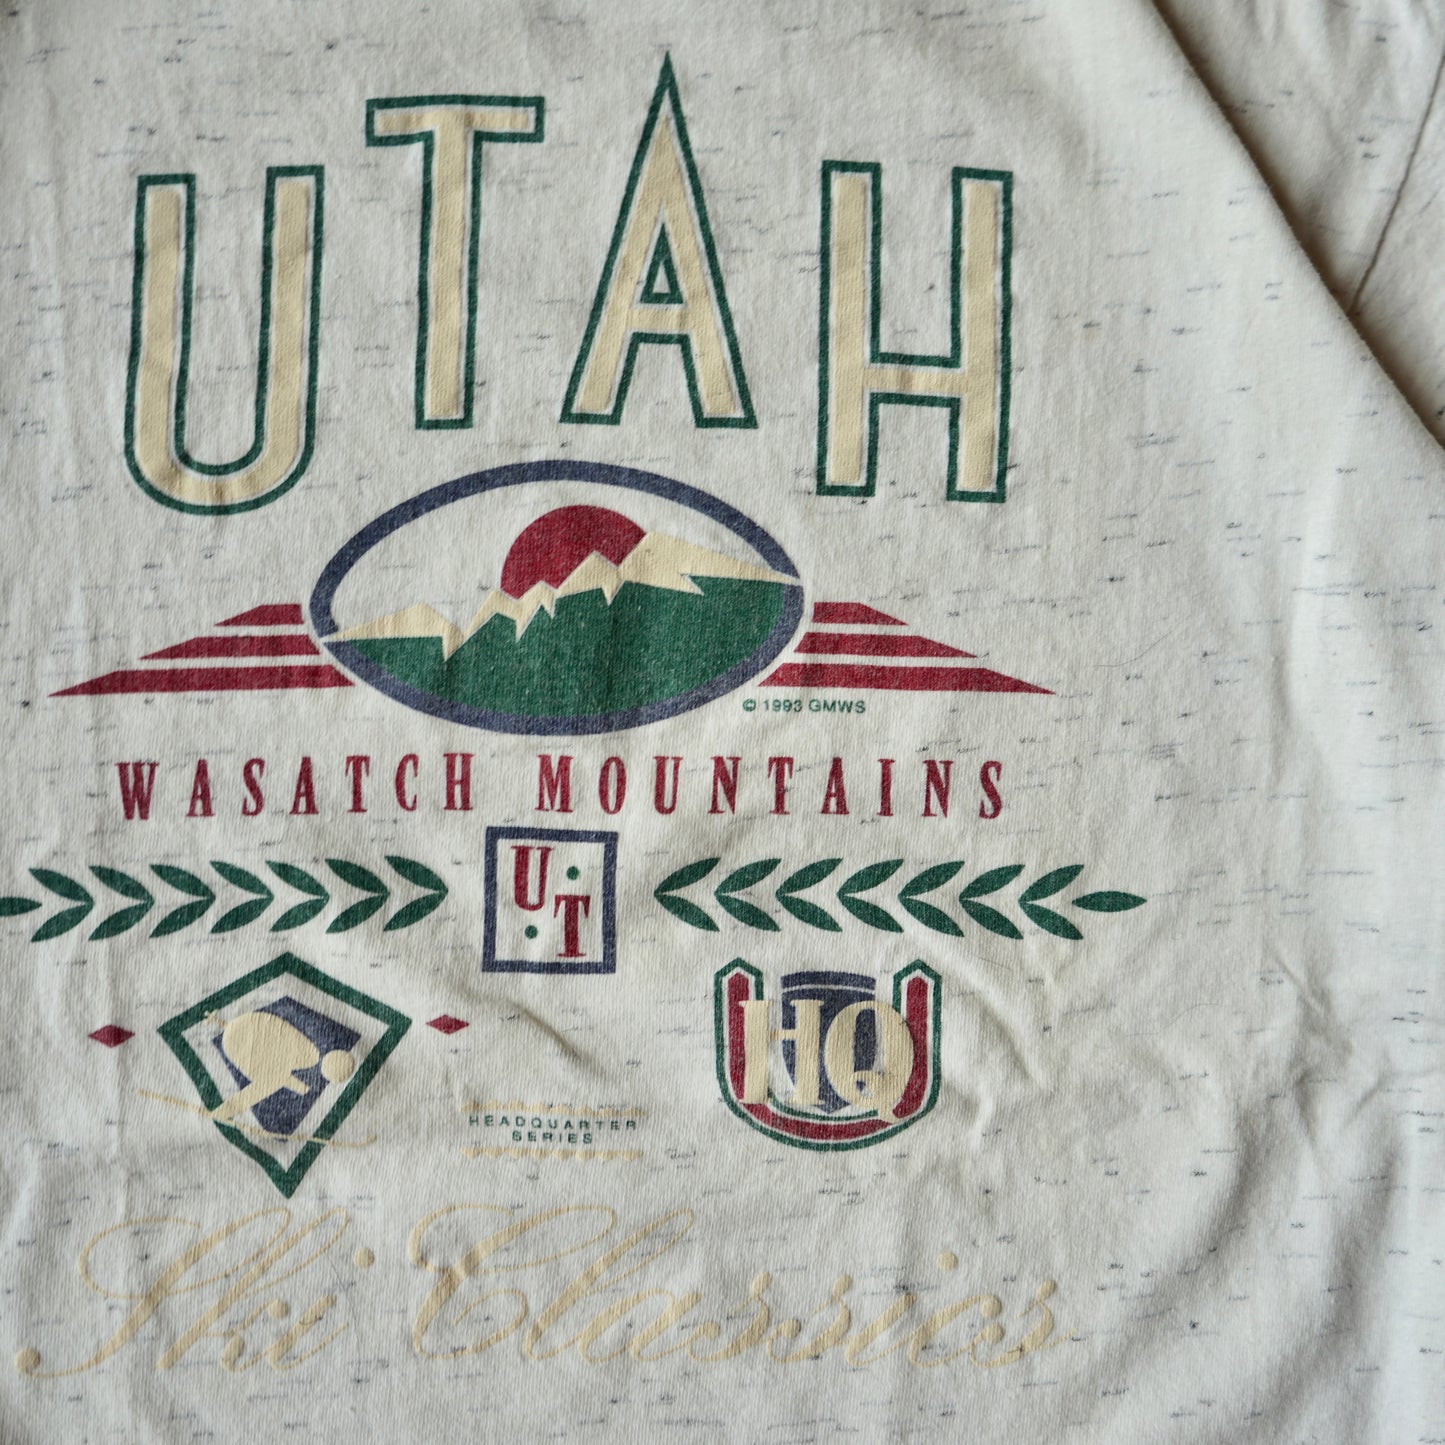 UTAH
© 1993 GMWS
WASATCH MOUNTAINS
U.
.T
HQ
HEADQUARTER
SERIES
Ski Classics